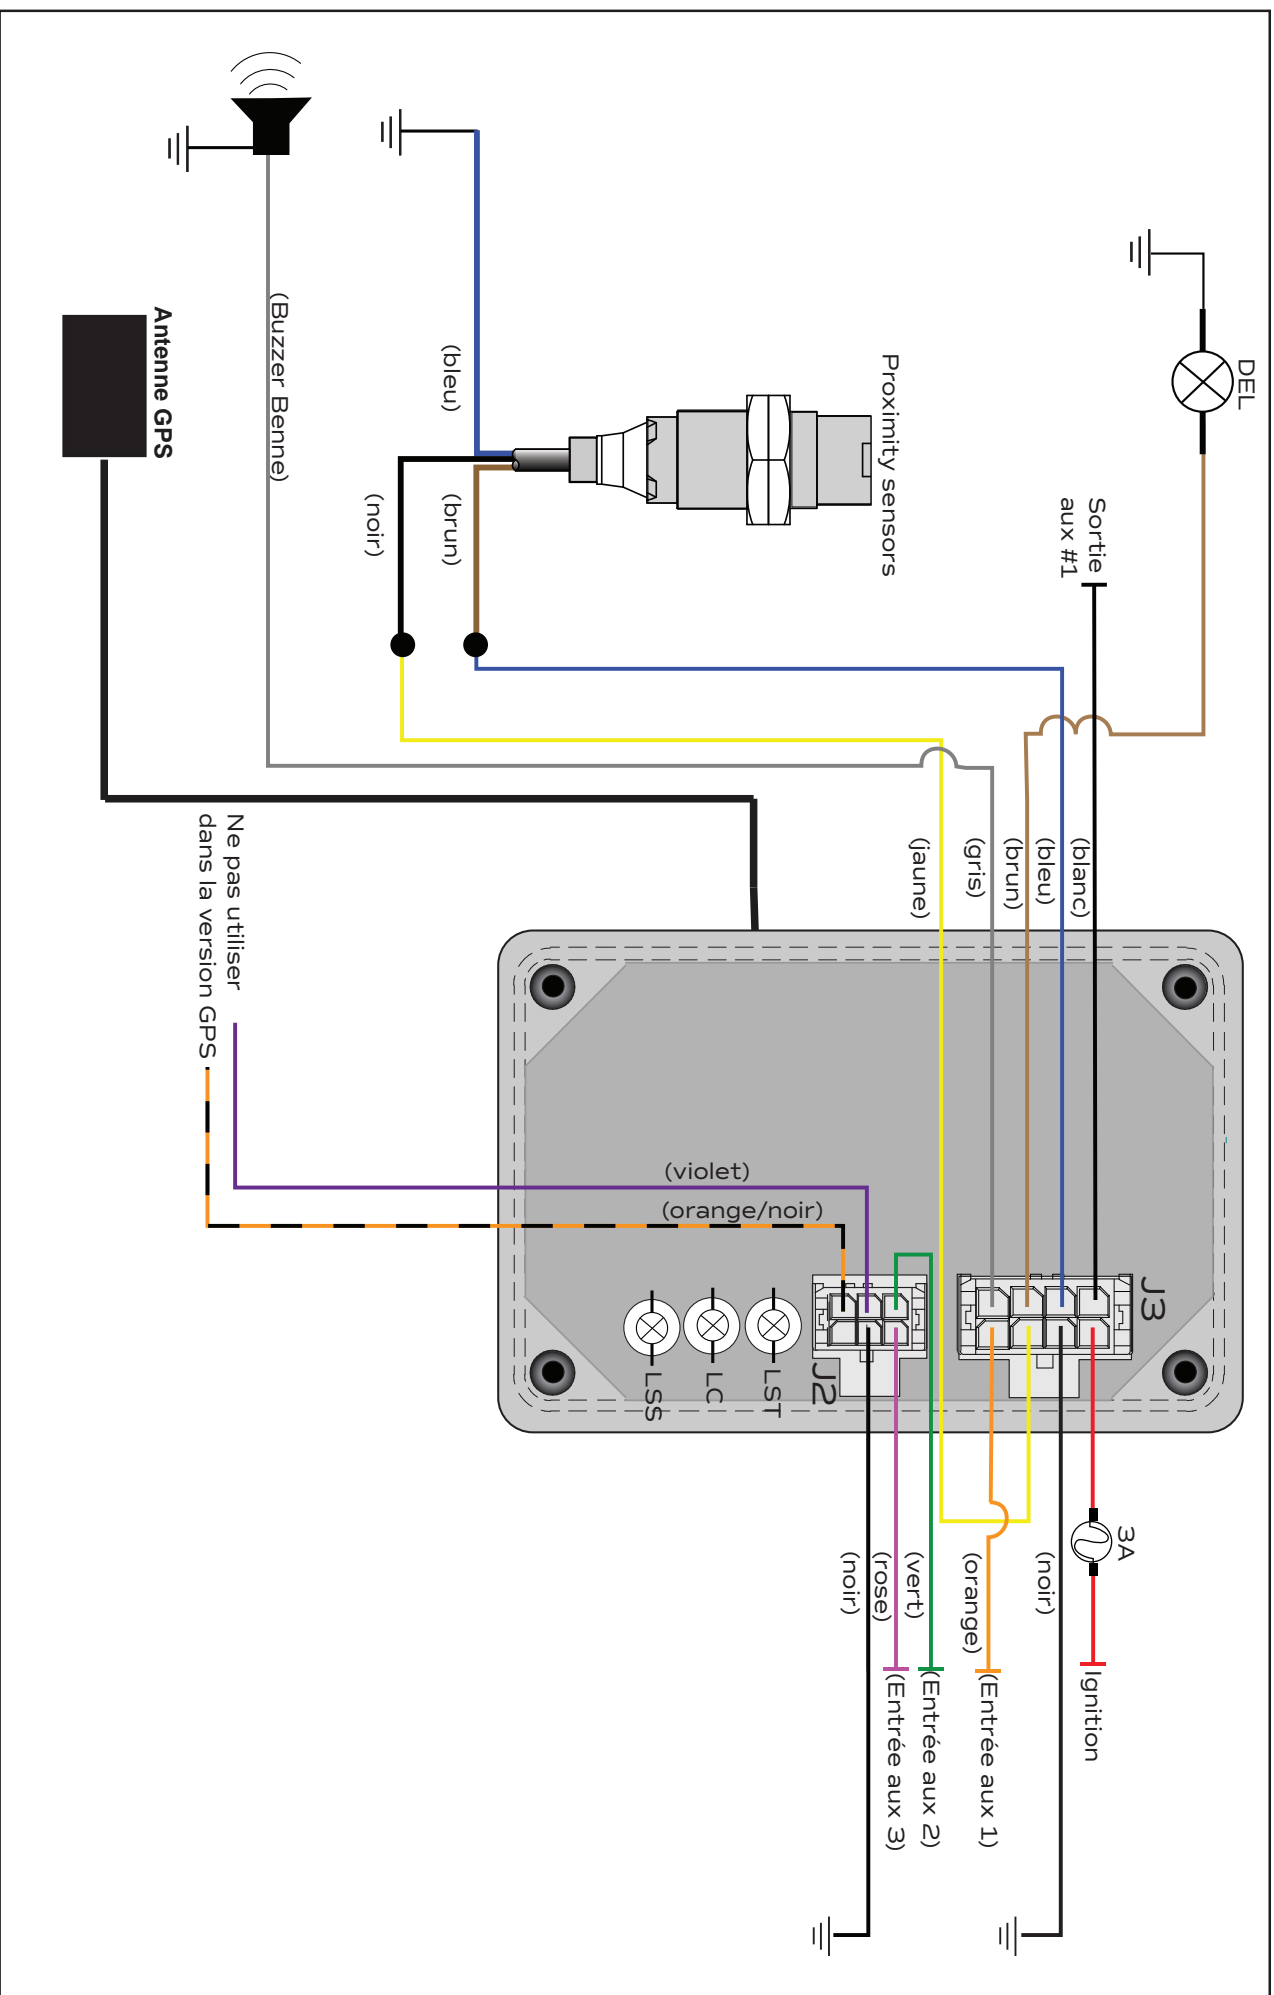 DEL
Sortie
aux #1
Proximity sensors
(bleu)
(brun)
(noir)
(Buzzer Benne)
Antenne GPS
(blanc)
(bleu)
(brun)
(gris)
(jaune)
Ne pas utiliser
dans la version GPS
(violet)
(orange/noir)
J3
J2
LST
LC
LSS
3A
Ignition
(noir)
(orange)
(Entrée aux 1)
(vert)
(Entrée aux 2)
(rose)
(Entrée aux 3)
(noir)